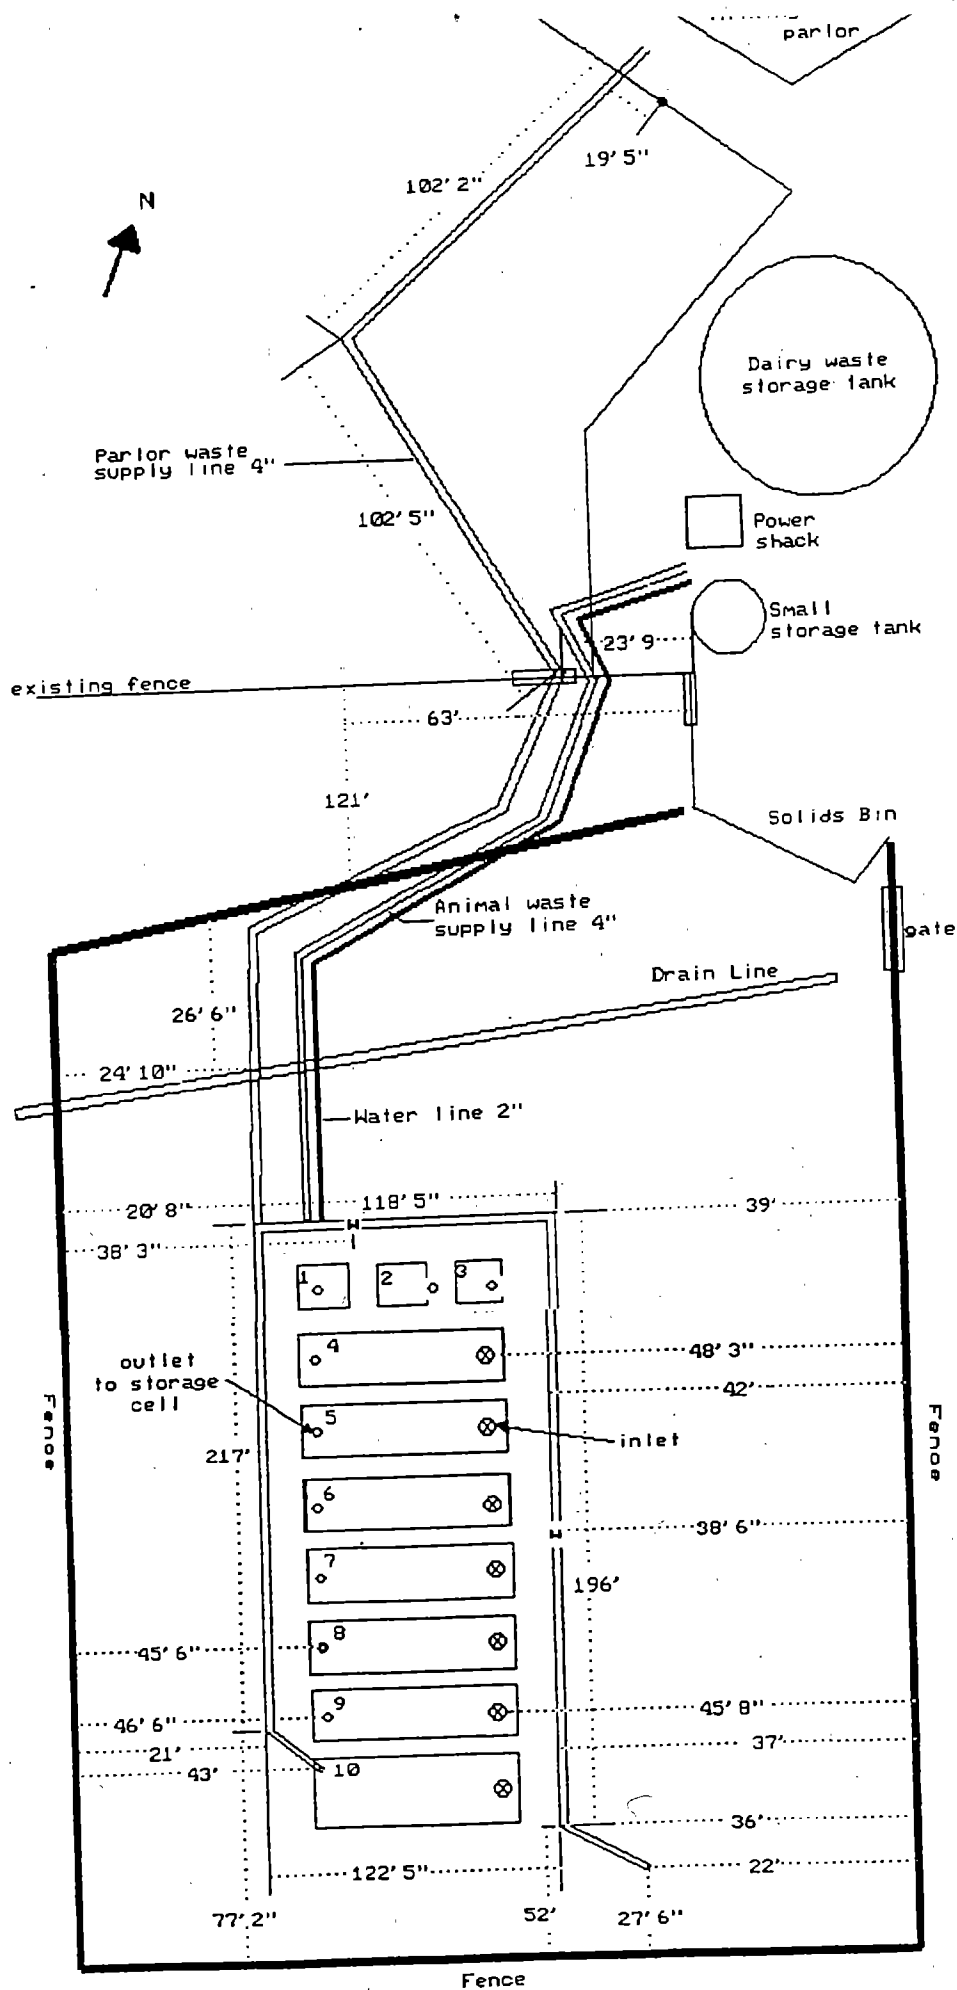 parlor
19' 5"
102' 2"
N
Dairy waste
storage tank
Parlor waste
supply line 4"
102' 5"
Power
shack
Small
storage tank
23' 9
existing fence
63'
121'
Solids Bin
Animal waste
supply line 4"
gate
Drain Line
26' 6"
24' 10"
Water line 2"
118' 5"
20' 8"
39'
38' 3"
1
2
3
4
48' 3"
outlet
to storage
cell
42'
Fence
Fence
5
inlet
217'
6
38' 6"
7
196'
8
45' 6"
9
46' 6"
45' 8"
21'
37'
43'
10
36'
122' 5"
22'
77' 2"
52'
27' 6"
Fence